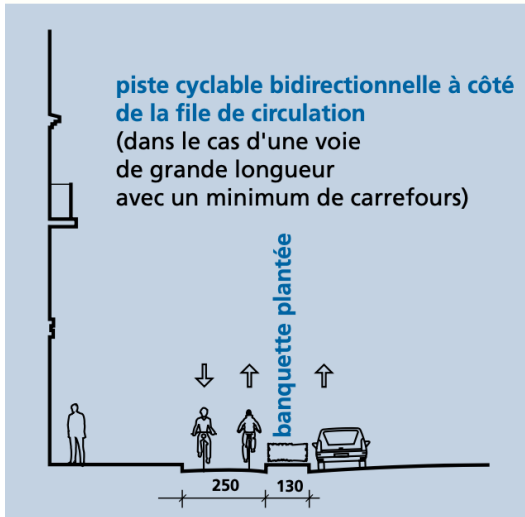 piste cyclable bidirectionnelle à côté
de la file de circulation
(dans le cas d'une voie
de grande longueur
avec un minimum de carrefours)
banquette plantée
250
130